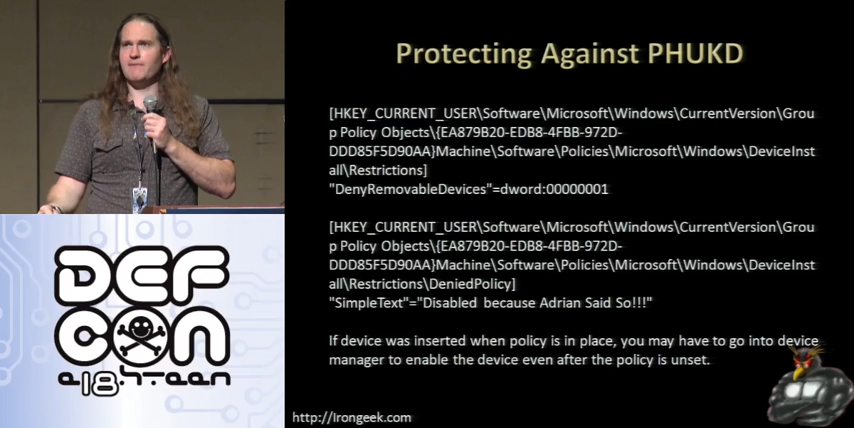 Protecting Against PHUKD
[HKEY_CURRENT_USER\Software\Microsoft\Windows\CurrentVersion\Grou
p Policy Objects\{EA879B20-EDB8-4FBB-972D-
DDD85F5D90AA}Machine\Software\Policies\Microsoft\Windows\DeviceInst
all\Restrictions]
"DenyRemovableDevices"=dword:00000001
[HKEY_CURRENT_USER\Software\Microsoft\Windows\CurrentVersion\Grou
p Policy Objects\{EA879B20-EDB8-4FBB-972D-
DDD85F5D90AA}Machine\Software\Policies\Microsoft\Windows\DeviceInst
all\Restrictions\DeniedPolicy]
"SimpleText"="Disabled because Adrian Said So!!!"
If device was inserted when policy is in place, you may have to go into device
manager to enable the device even after the policy is unset.
http://Irongeek.com
DEF
CON
e18hteen